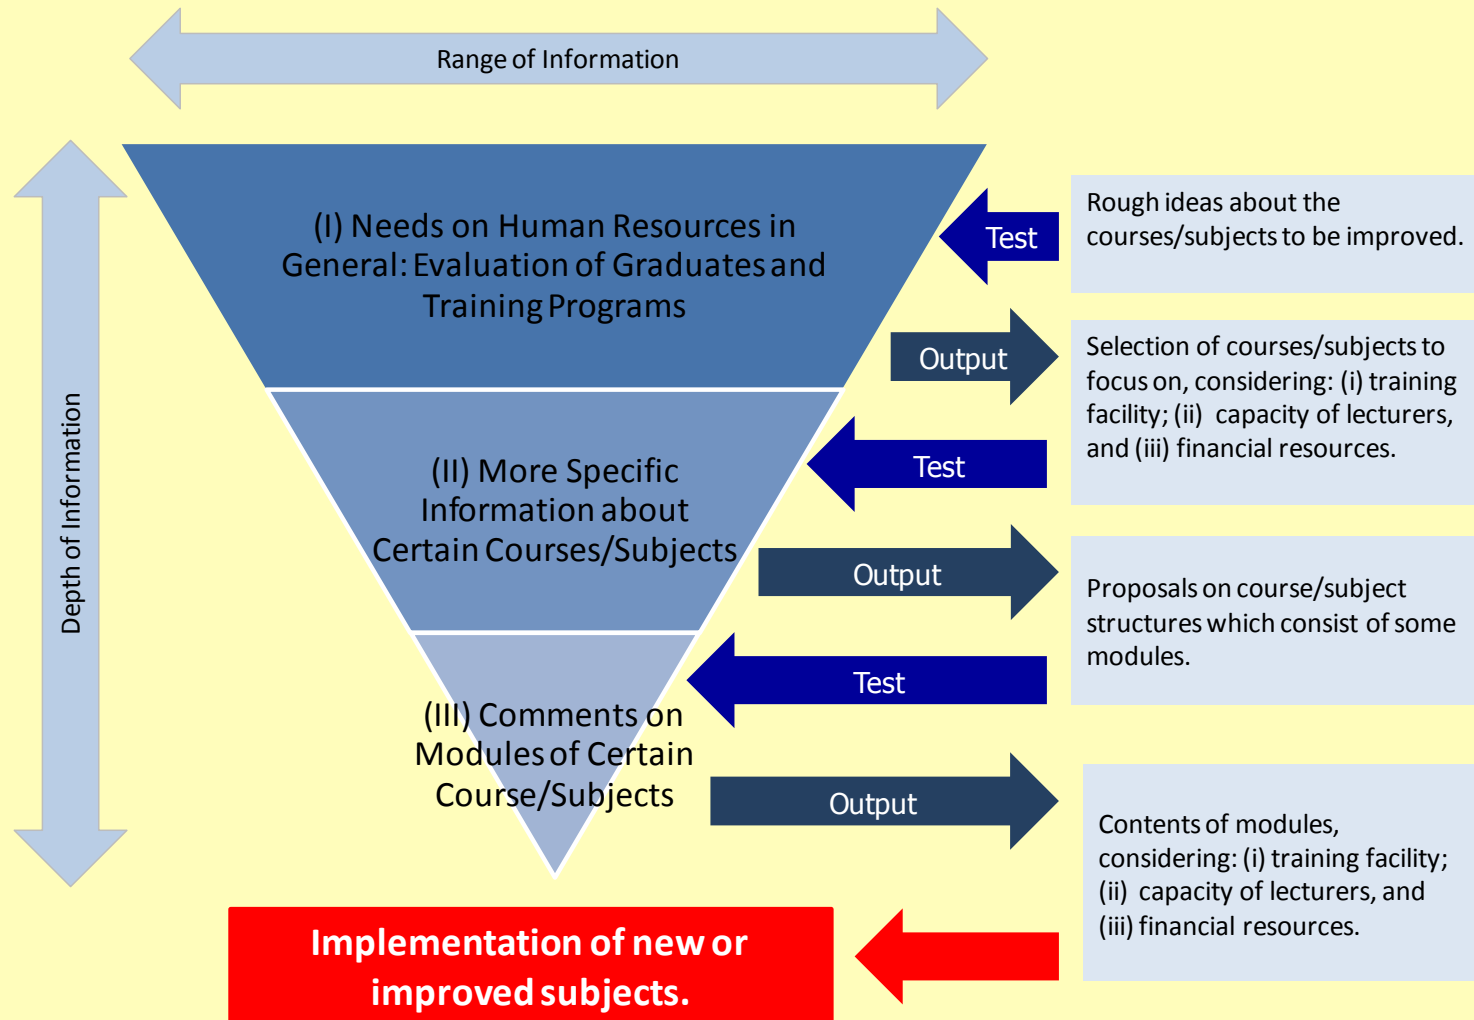 Range of Information
Depth of Information
(I) Needs on Human Resources in
General: Evaluation of Graduates and
Training Programs
Test
Rough ideas about the
courses/subjects to be improved.
Output
Selection of courses/subjects to
focus on, considering: (i) training
facility; (ii) capacity of lecturers,
and (iii) financial resources.
(II) More Specific
Information about
Certain Courses/Subjects
Test
Output
Proposals on course/subject
structures which consist of some
modules.
Test
(III) Comments on
Modules of Certain
Course/Subjects
Output
Contents of modules,
considering: (i) training facility;
(ii) capacity of lecturers, and
(iii) financial resources.
Implementation of new or
improved subjects.